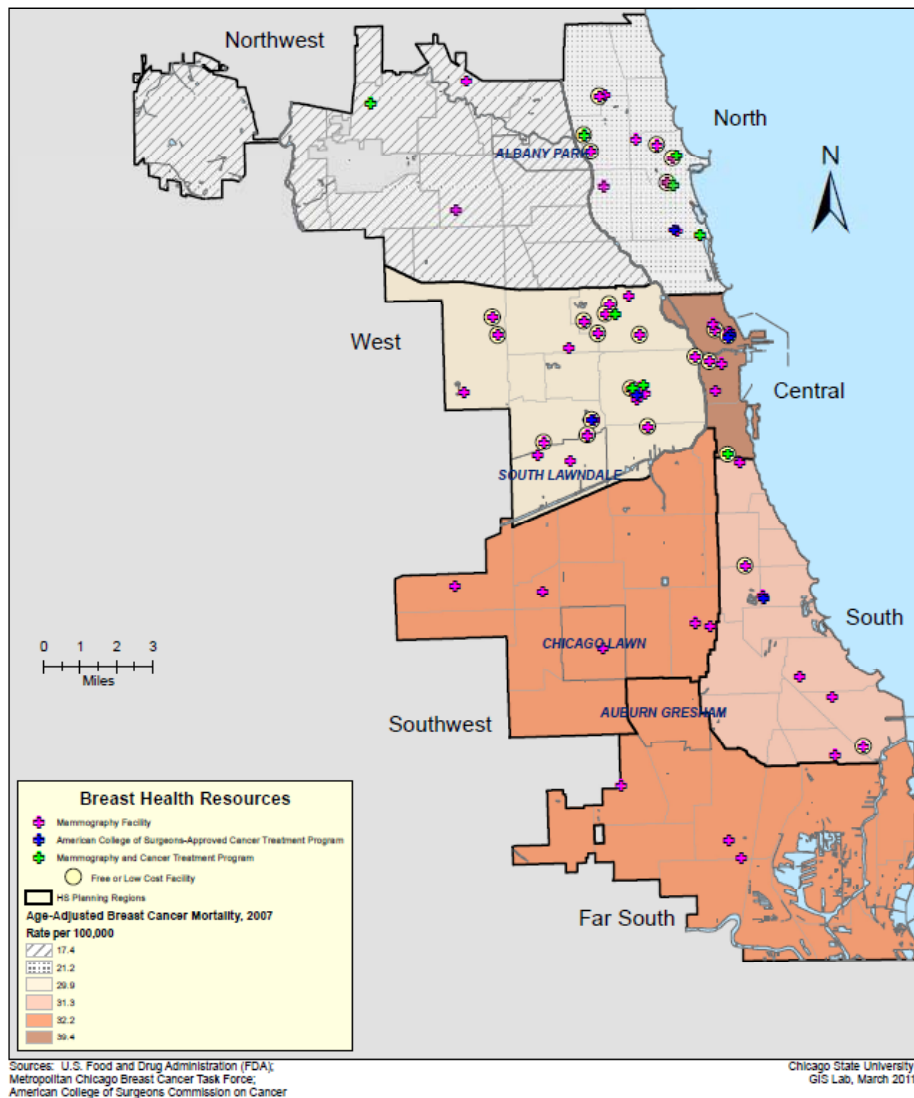 Northwest
North
ALBANY PARK
N
West
Central
SOUTH LAWNDALE
0 1 2 3
Miles
South
CHICAGO LAWN
Southwest
AUBURN GRESHAM
Far South
Breast Health Resources
Mammography Facility
American College of Surgeons-Approved Cancer Treatment Program
Mammography and Cancer Treatment Program
Free or Low Cost Facility
HS Planning Regions
Age-Adjusted Breast Cancer Mortality, 2007
Rate per 100,000
17.4
21.2
29.9
31.3
32.2
39.4
Sources: U.S. Food and Drug Administration (FDA);
Metropolitan Chicago Breast Cancer Task Force;
American College of Surgeons Commission on Cancer
Chicago State University
GIS Lab, March 2011